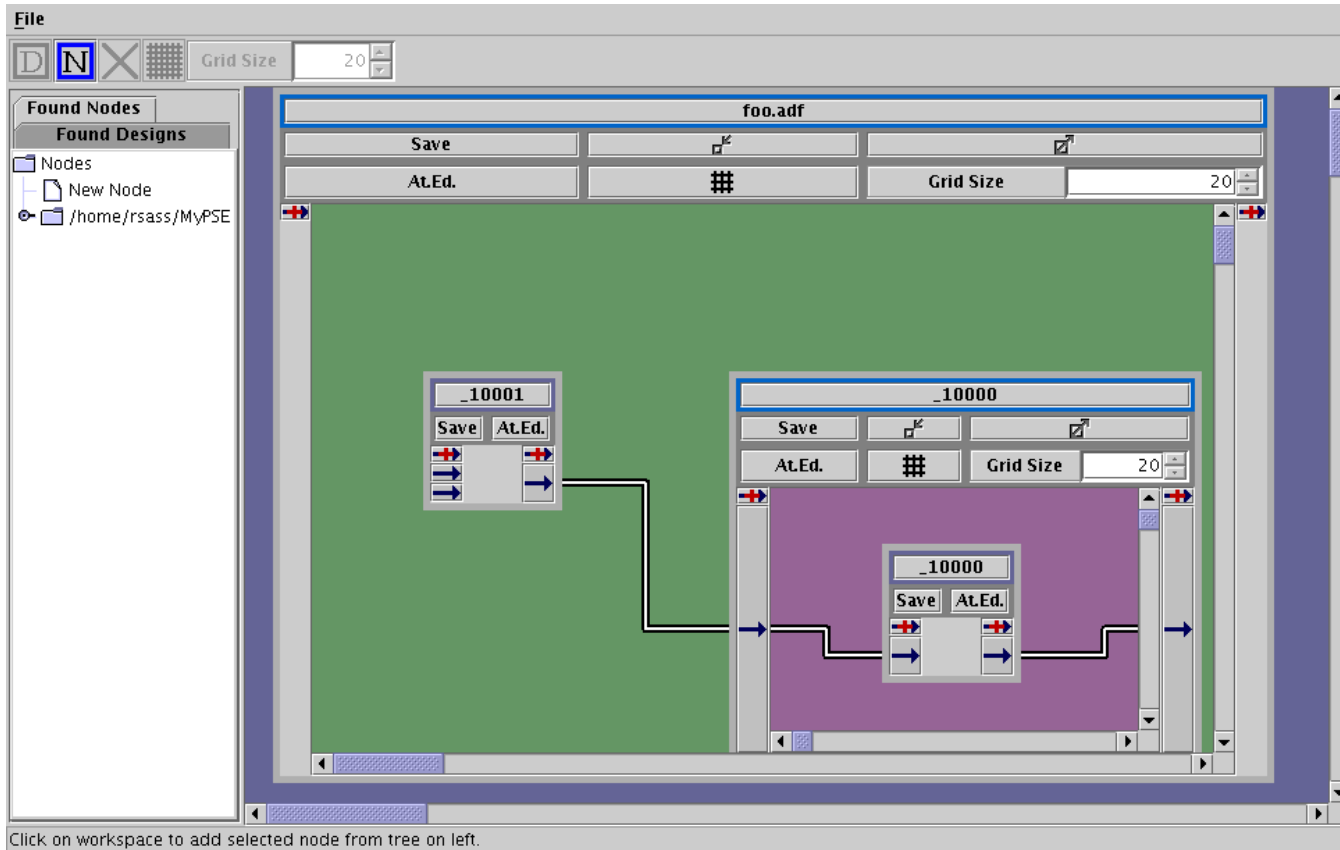 File
D N Grid Size 20
Found Nodes
Found Designs
Nodes
New Node
/home/rsass/MyPSE
foo.adf
Save
At.Ed. Grid Size 20
_10001
Save At.Ed.
_10000
Save
At.Ed. Grid Size 20
_10000
Save At.Ed.
Click on workspace to add selected node from tree on left.